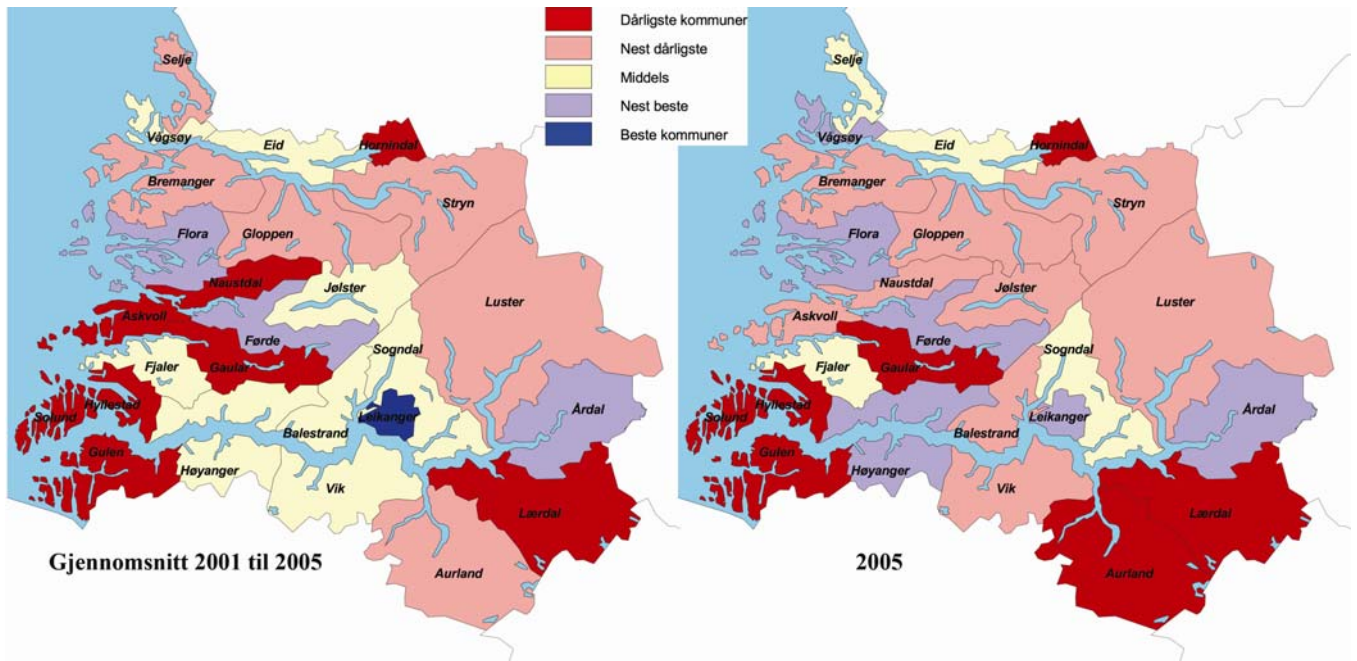 Dårligste kommuner
Nest dårligste
Middels
Nest beste
Beste kommuner
Selje
Vågsøy
Eid
Hornindal
Bremanger
Stryn
Flora
Gloppen
Naustdal
Jølster
Luster
Askvoll
Førde
Sogndal
Fjaler
Gaular
Solund
Hyllestad
Leikanger
Årdal
Balestrand
Gulen
Høyanger
Vik
Lærdal
Aurland
Gjennomsnitt 2001 til 2005
Selje
Vågsøy
Eid
Hornindal
Bremanger
Stryn
Flora
Gloppen
Naustdal
Jølster
Luster
Askvoll
Førde
Sogndal
Fjaler
Gaular
Solund
Hyllestad
Leikanger
Årdal
Balestrand
Gulen
Høyanger
Vik
Lærdal
Aurland
2005